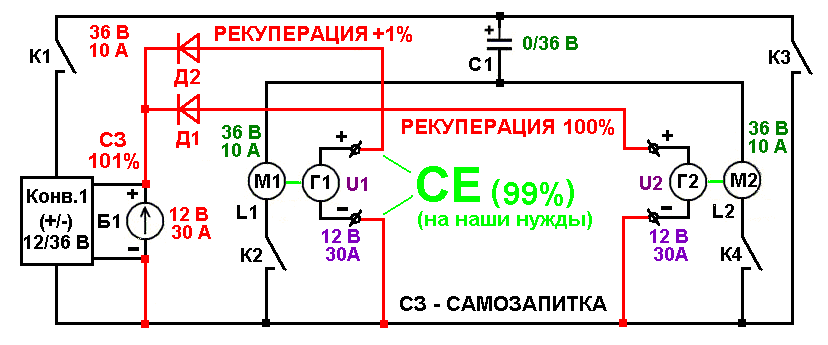 36 В
10 А
РЕКУПЕРАЦИЯ +1%
+
0/36 В
К1
Д2
С1
К3
Д1
РЕКУПЕРАЦИЯ 100%
СЗ
101%
36 В
10 А
+
+
36 В
10 А
Конв.1
(+/-)
12/36 В
+
Б1
–
12 В
30 А
М1
Г1
U1
СЕ (99%)
(на наши нужды)
U2
Г2
М2
L1
–
–
L2
К2
12 В
30А
12 В
30А
К4
СЗ - САМОЗАПИТКА